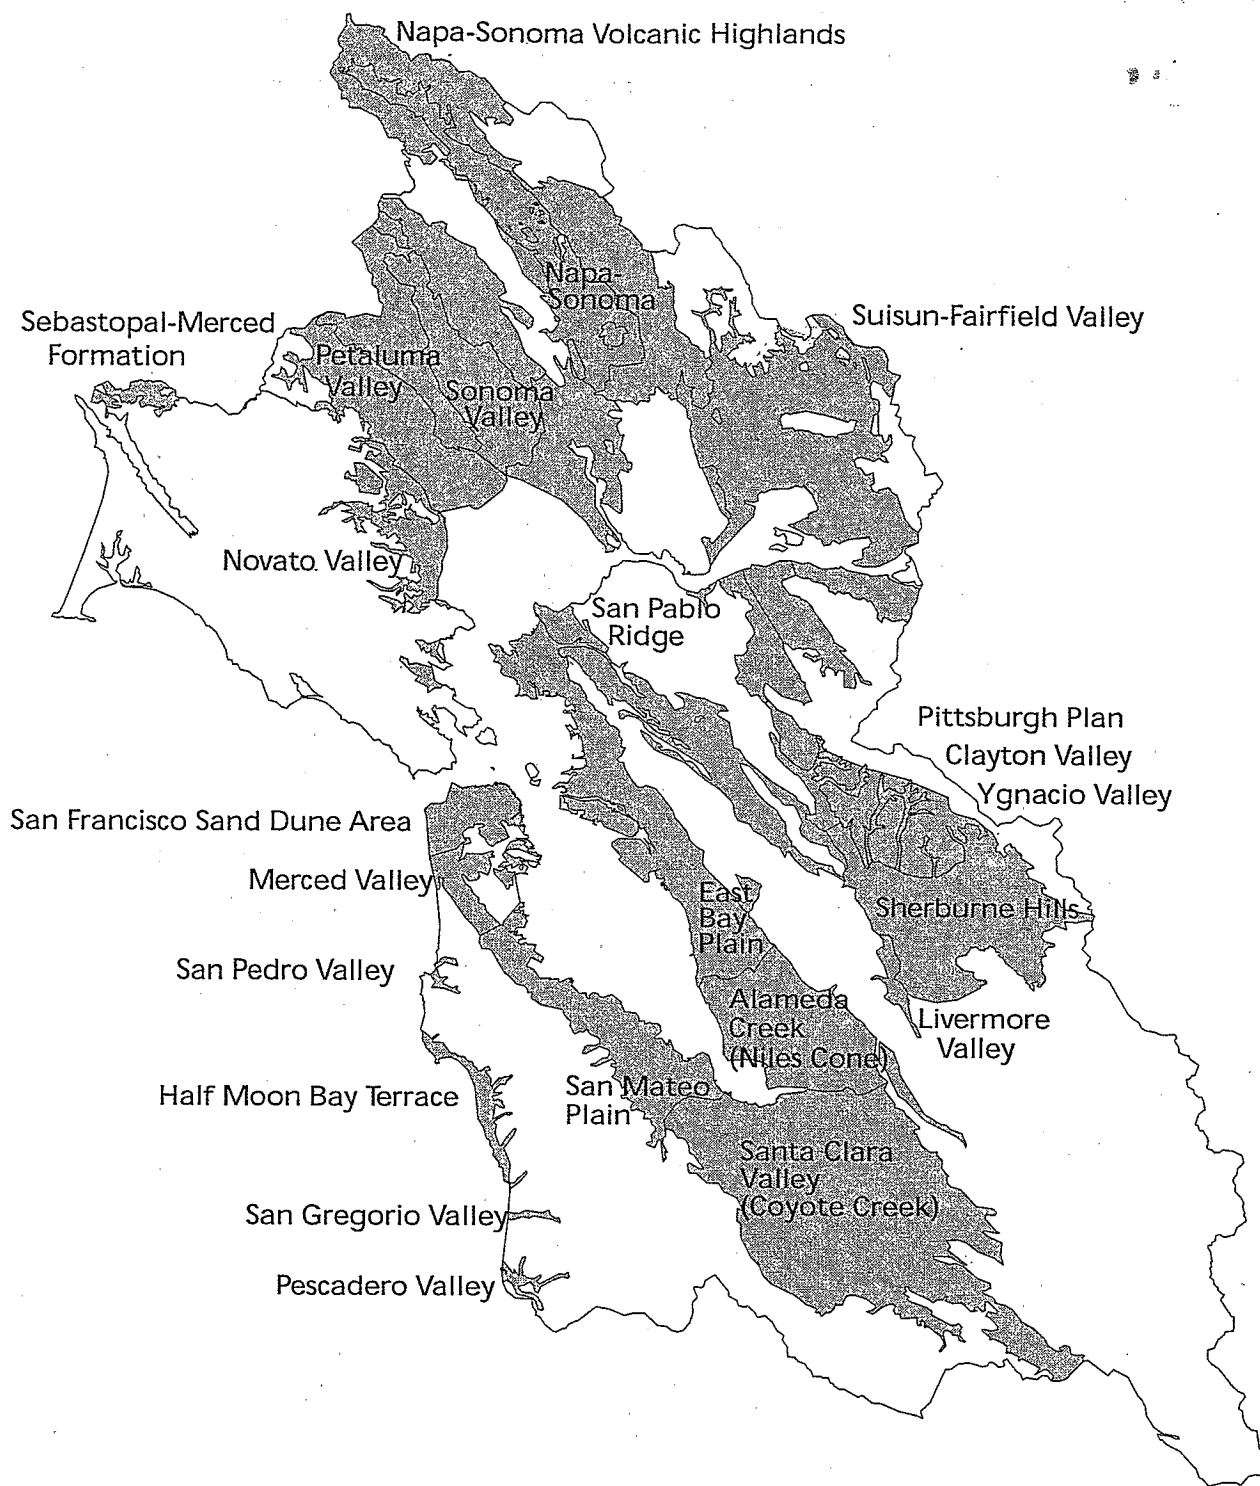 Napa-Sonoma Volcanic Highlands
Napa-
Sonoma
Suisun-Fairfield Valley
Sebastopal-Merced
Formation
Petaluma
Valley
Sonoma
Valley
Novato Valley
San Pablo
Ridge
Pittsburgh Plan
Clayton Valley
Ygnacio Valley
San Francisco Sand Dune Area
Merced Valley
East
Bay
Plain
Sherburne Hills
San Pedro Valley
Alameda
Creek
(Niles Cone)
Livermore
Valley
Half Moon Bay Terrace
San Mateo
Plain
Santa Clara
Valley
(Coyote Creek)
San Gregorio Valley
Pescadero Valley